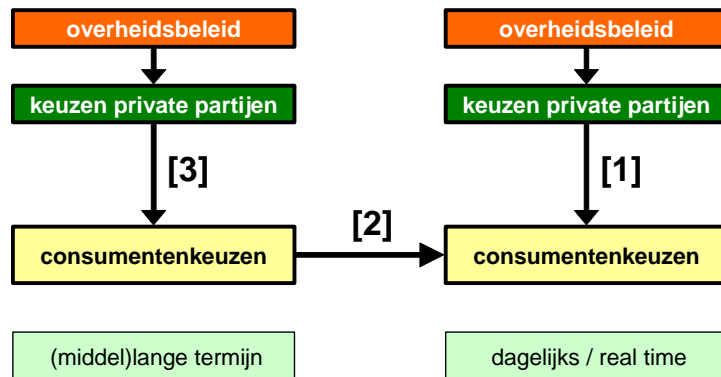 overheidsbeleid
overheidsbeleid
keuzen private partijen
keuzen private partijen
[3]
[1]
[2]
consumentenkeuzen
consumentenkeuzen
(middel)lange termijn
dagelijks / real time